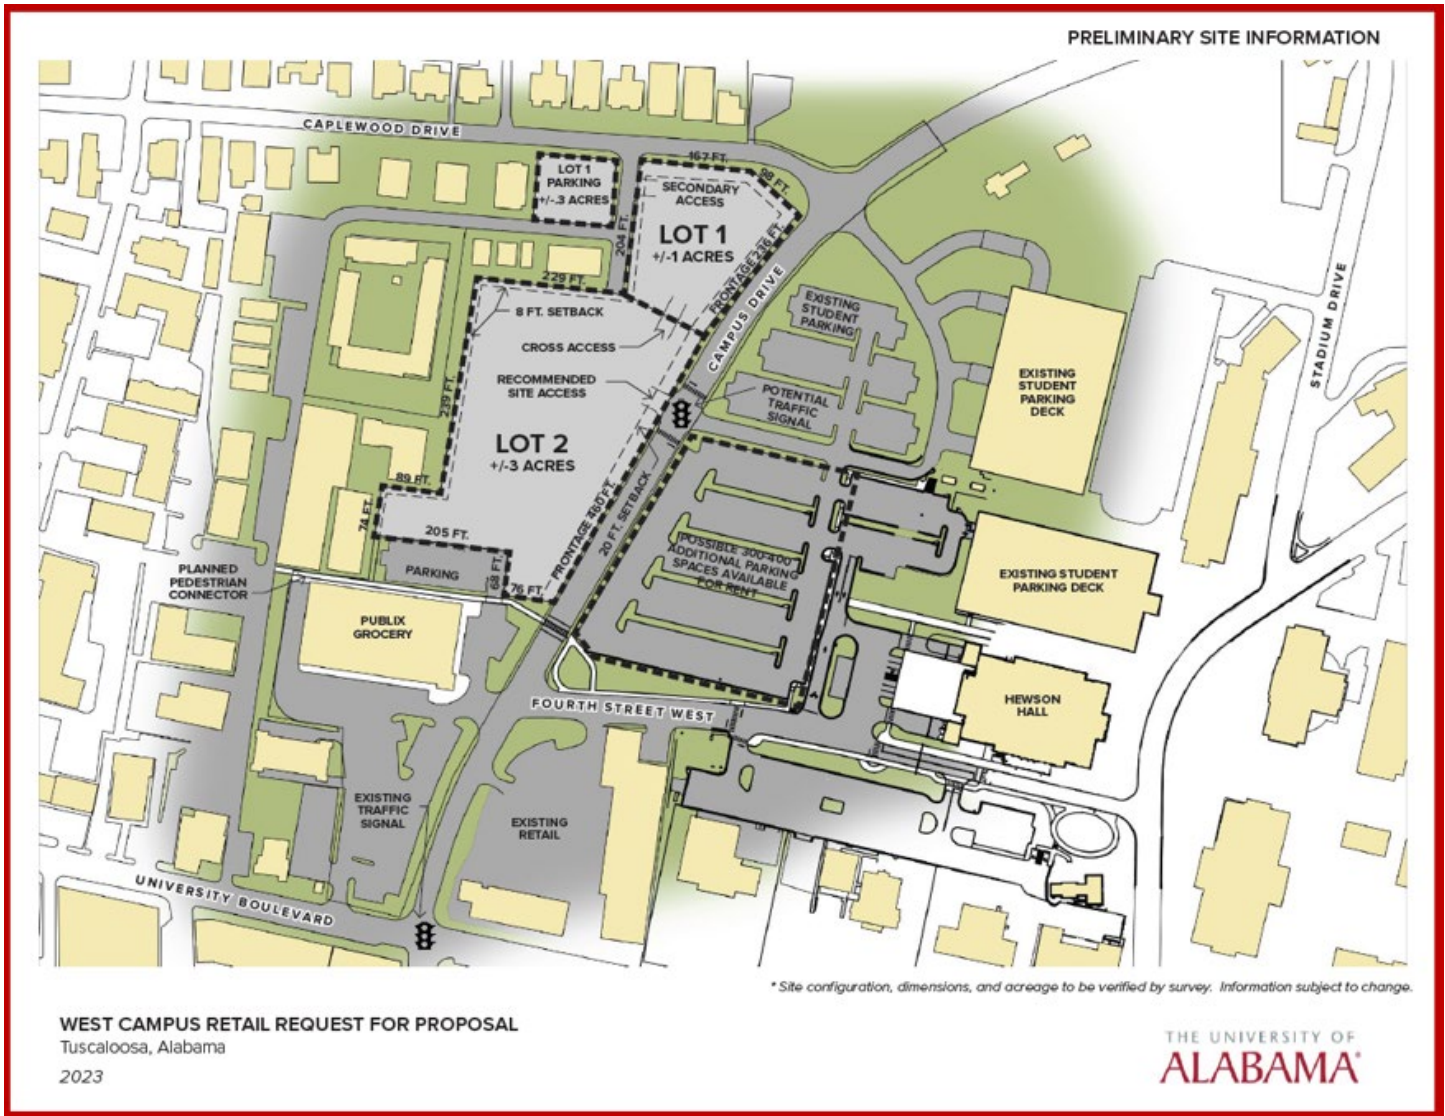 PRELIMINARY SITE INFORMATION
CAPLEWOOD DRIVE
LOT 1
PARKING
+/-.3 ACRES
167 FT.
98 FT.
SECONDARY
ACCESS
LOT 1
+/-1 ACRES
204 FT.
FRONTAGE 236 FT.
CAMPUS DRIVE
229 FT.
8 FT. SETBACK
CROSS ACCESS
RECOMMENDED
SITE ACCESS
239 FT.
LOT 2
+/-3 ACRES
89 FT.
74 FT.
205 FT.
68 FT.
76 FT.
FRONTAGE 460 FT.
20 FT. SETBACK
PARKING
EXISTING
STUDENT
PARKING
POTENTIAL
TRAFFIC
SIGNAL
EXISTING
STUDENT
PARKING
DECK
STADIUM DRIVE
POSSIBLE 300-400
ADDITIONAL PARKING
SPACES AVAILABLE
FOR RENT
EXISTING STUDENT
PARKING DECK
PLANNED
PEDESTRIAN
CONNECTOR
PUBLIX
GROCERY
HEWSON
HALL
FOURTH STREET WEST
EXISTING
TRAFFIC
SIGNAL
EXISTING
RETAIL
UNIVERSITY BOULEVARD
* Site configuration, dimensions, and acreage to be verified by survey. Information subject to change.
WEST CAMPUS RETAIL REQUEST FOR PROPOSAL
Tuscaloosa, Alabama
2023
THE UNIVERSITY OF
ALABAMA®